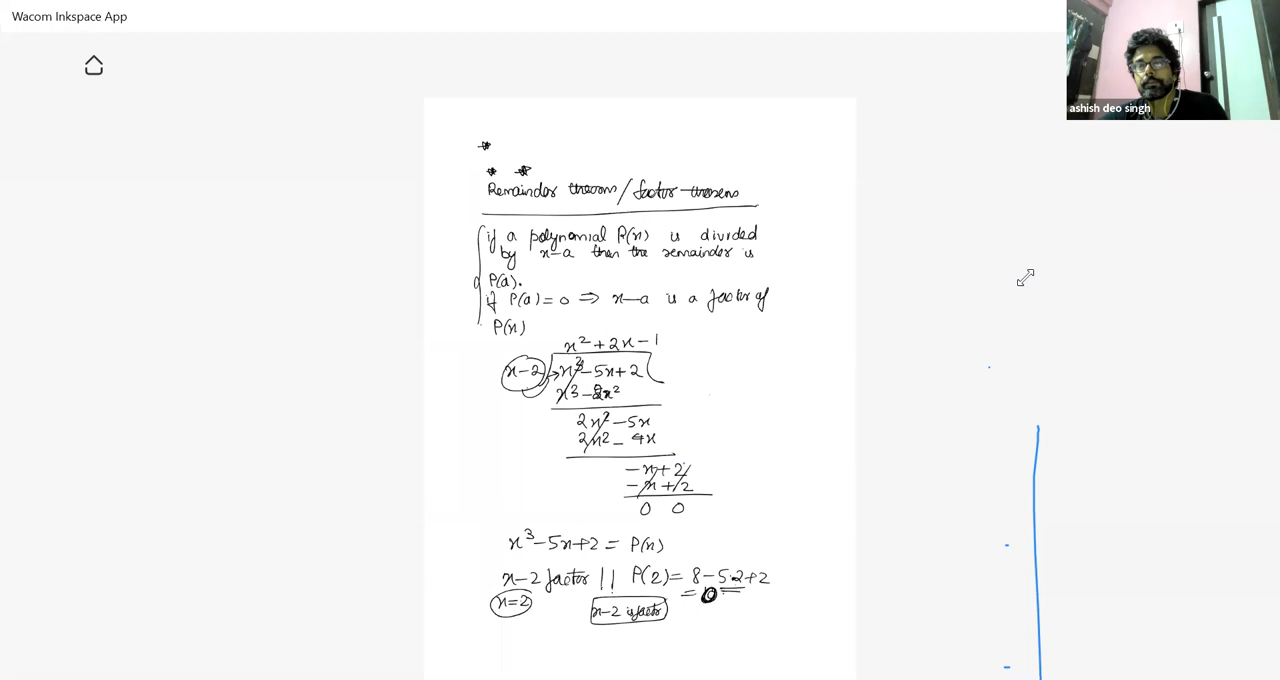 Wacom Inkspace App
ashish deo singh
Remainder theorem / factor theorem
if a polynomial P(x) is divided
by x-a then the remainder is
P(a).
if P(a) = 0 ⇒ x-a is a factor of
P(x)
x² + 2x - 1
x-2 x³ - 5x + 2
x³ - 2x²
2x² - 5x
2x² - 4x
-x + 2
-x + 2
0 0
x³ - 5x + 2 = P(x)
x-2 factor || P(2) = 8 - 5.2 + 2
= 0
x=2
x-2 is factor